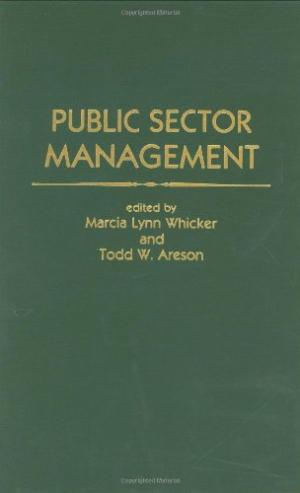 PUBLIC SECTOR
MANAGEMENT
edited by
Marcia Lynn Whicker
and
Todd W. Areson